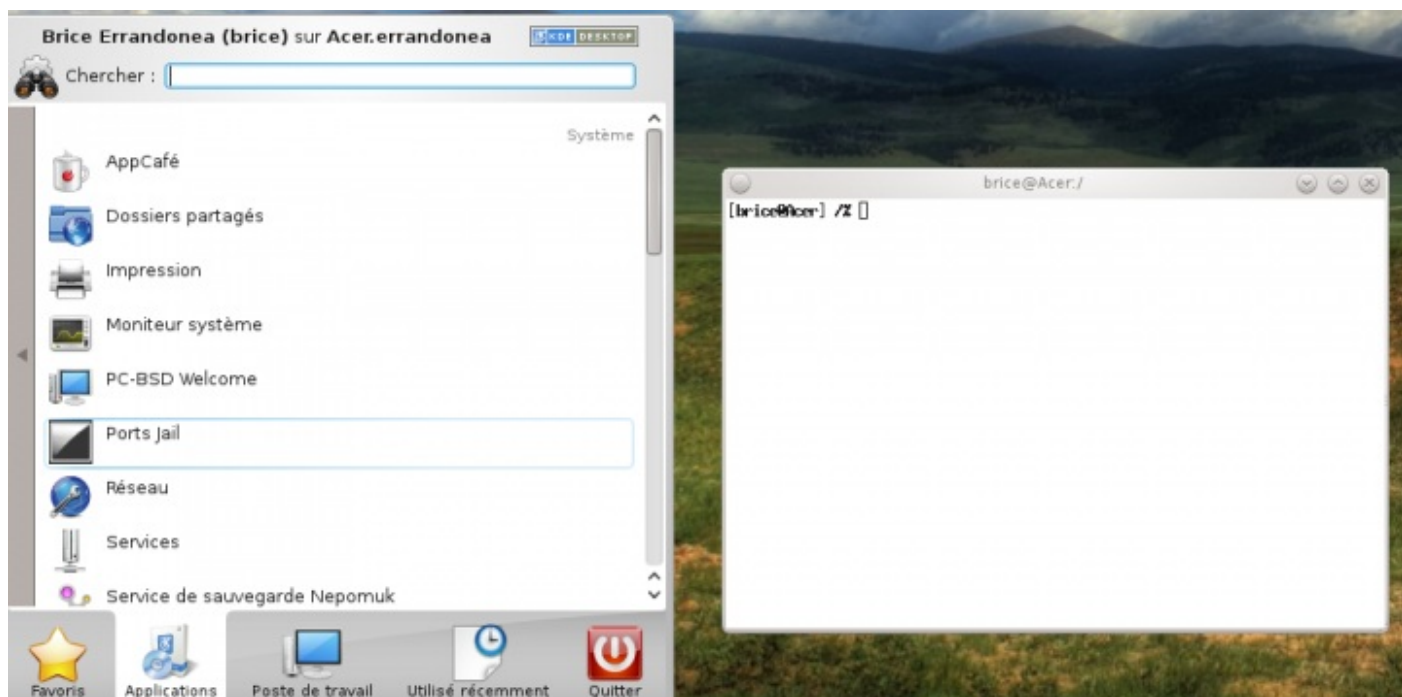 Brice Errandonea (brice) sur Acer.errandonea
KDE DESKTOP
Chercher :
Système
AppCafé
Dossiers partagés
Impression
Moniteur système
PC-BSD Welcome
Ports Jail
Réseau
Services
Service de sauvegarde Nepomuk
Favoris
Applications
Poste de travail
Utilisé récemment
Quitter
brice@Acer:/
[brice@Acer] /%